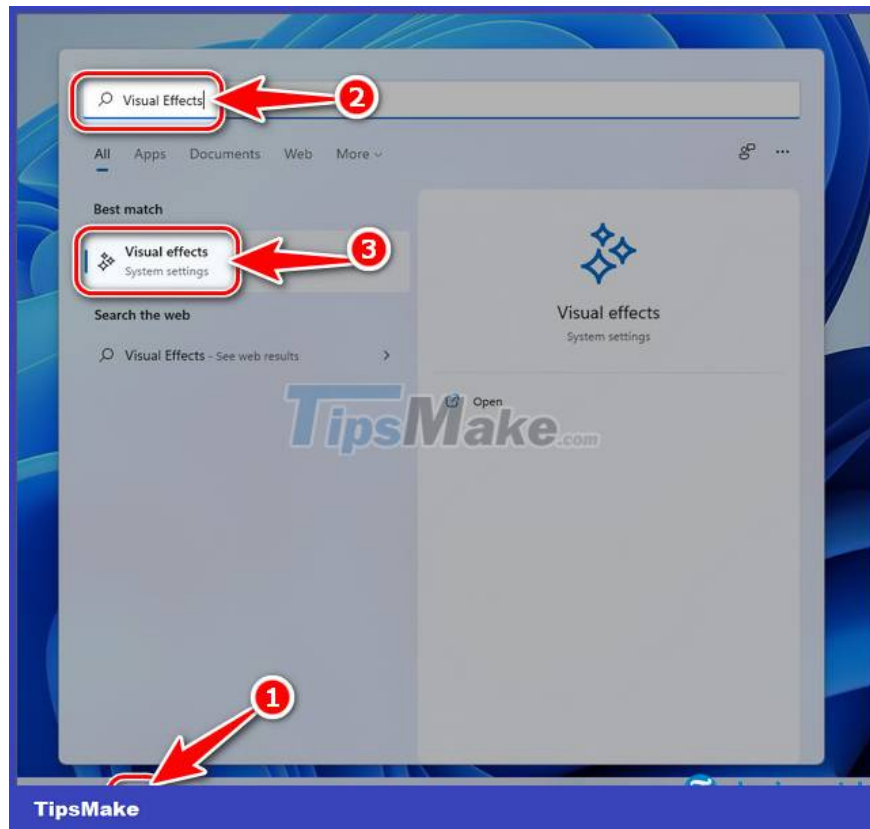 Visual Effects
2
All Apps Documents Web More
Best match
Visual effects
System settings
3
Search the web
Visual Effects - See web results
Visual effects
System settings
Open
TipsMake.com
1
TipsMake